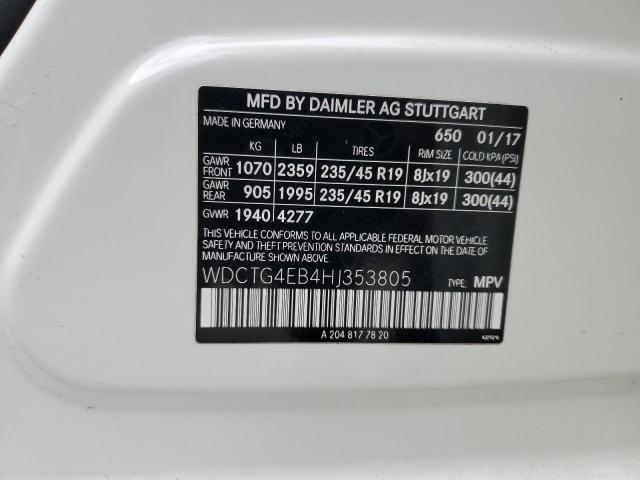 MFD BY DAIMLER AG STUTTGART
MADE IN GERMANY 650 01/17
KG LB TIRES RIM SIZE COLD KPA (PSI)
GAWR FRONT 1070 2359 235/45 R19 8Jx19 300(44)
GAWR REAR 905 1995 235/45 R19 8Jx19 300(44)
GVWR 1940 4277
THIS VEHICLE CONFORMS TO ALL APPLICABLE FEDERAL MOTOR VEHICLE
SAFETY AND THEFT PREVENTION STANDARDS IN EFFECT ON THE DATE
OF MANUFACTURE SHOWN ABOVE.
WDCTG4EB4HJ353805 TYPE: MPV
A 204 817 78 20